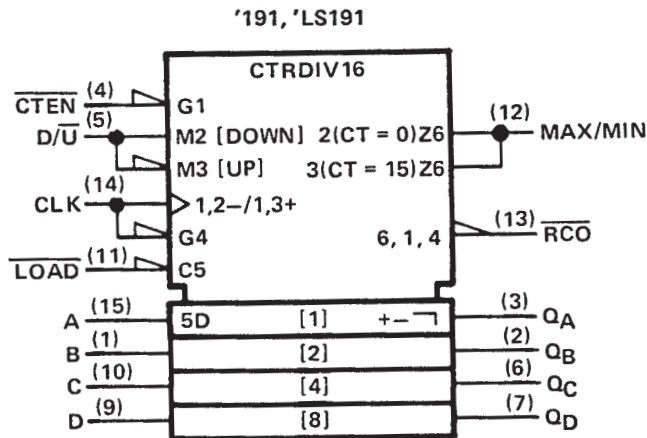 '191, 'LS191
CTRDIV16
CTEN (4) G1
D/U (5) M2 [DOWN] 2(CT = 0)Z6 (12) MAX/MIN
M3 [UP] 3(CT = 15)Z6
CLK (14) 1,2–/1,3+
G4 6, 1, 4 (13) RCO
LOAD (11) C5
A (15) 5D [1] +– (3) QA
B (1) [2] (2) QB
C (10) [4] (6) QC
D (9) [8] (7) QD